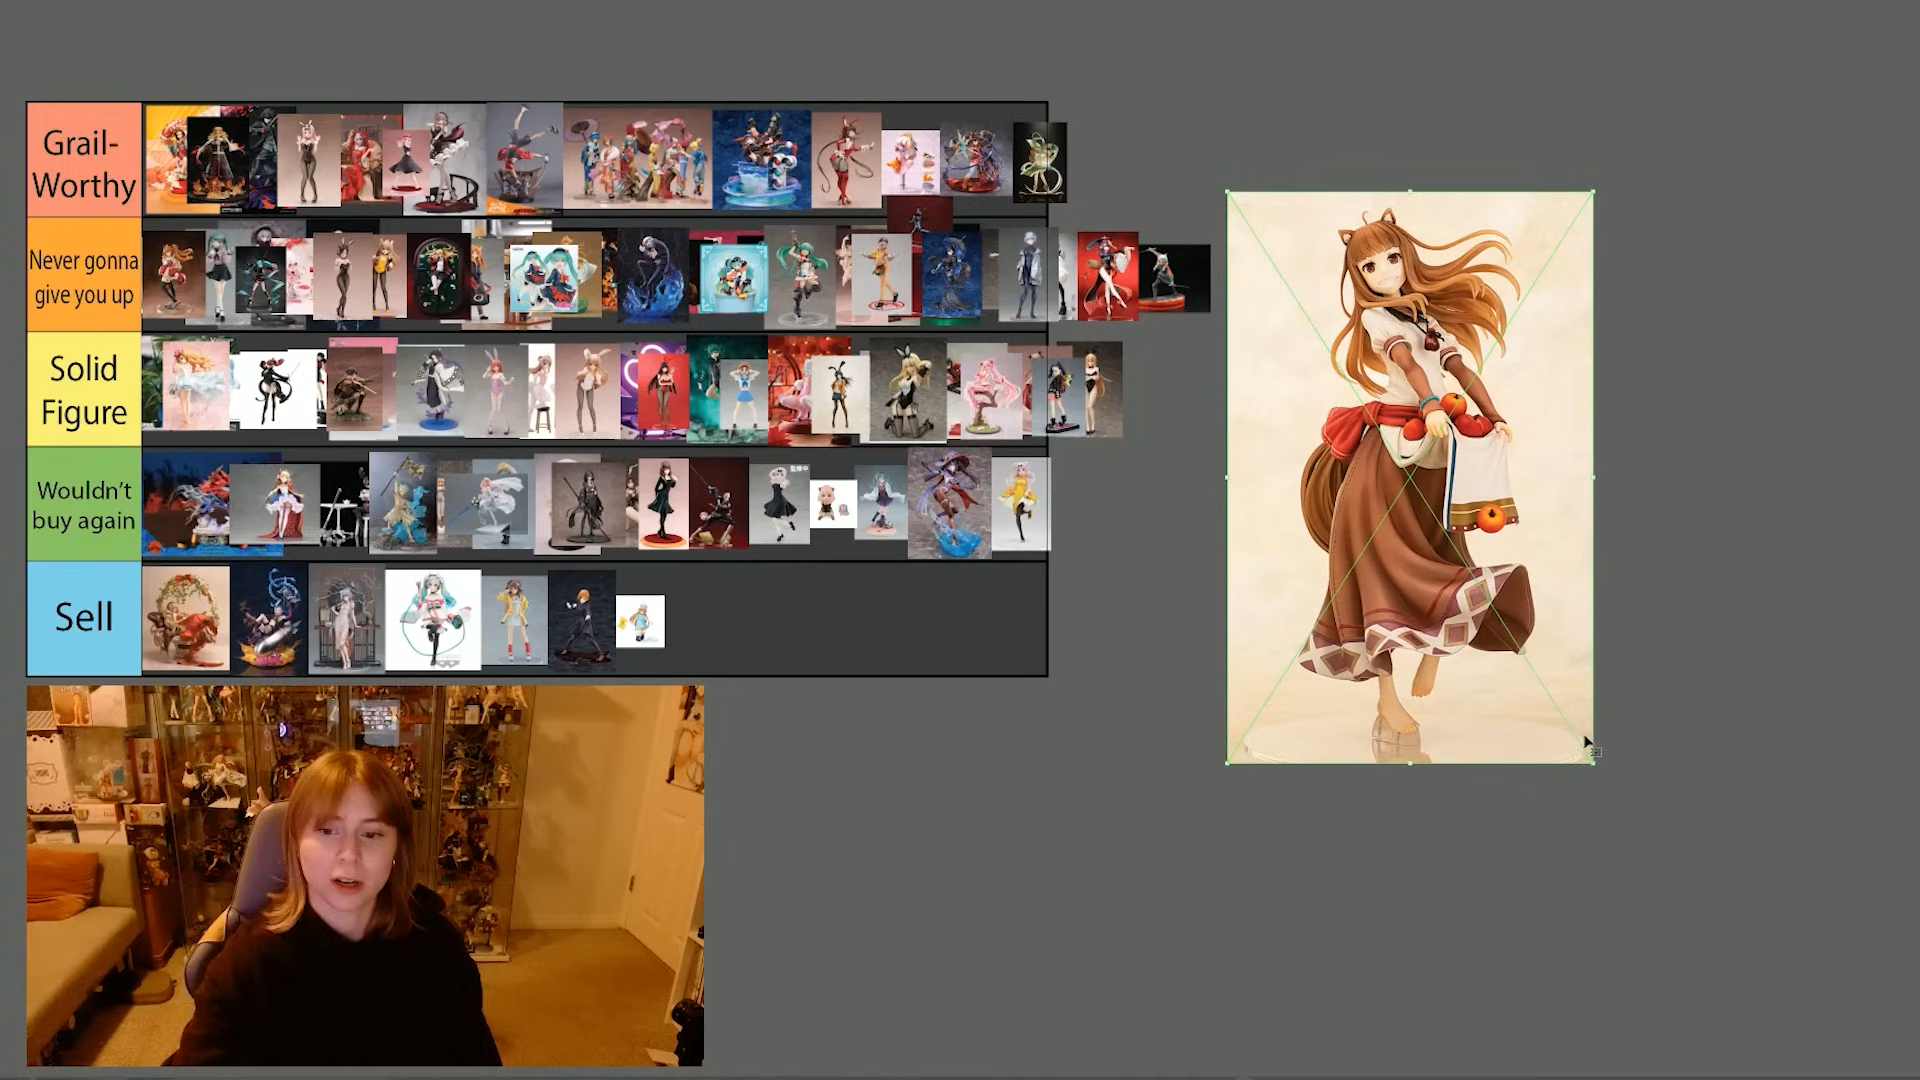 Grail-
Worthy
Never gonna
give you up
Solid
Figure
Wouldn't
buy again
Sell